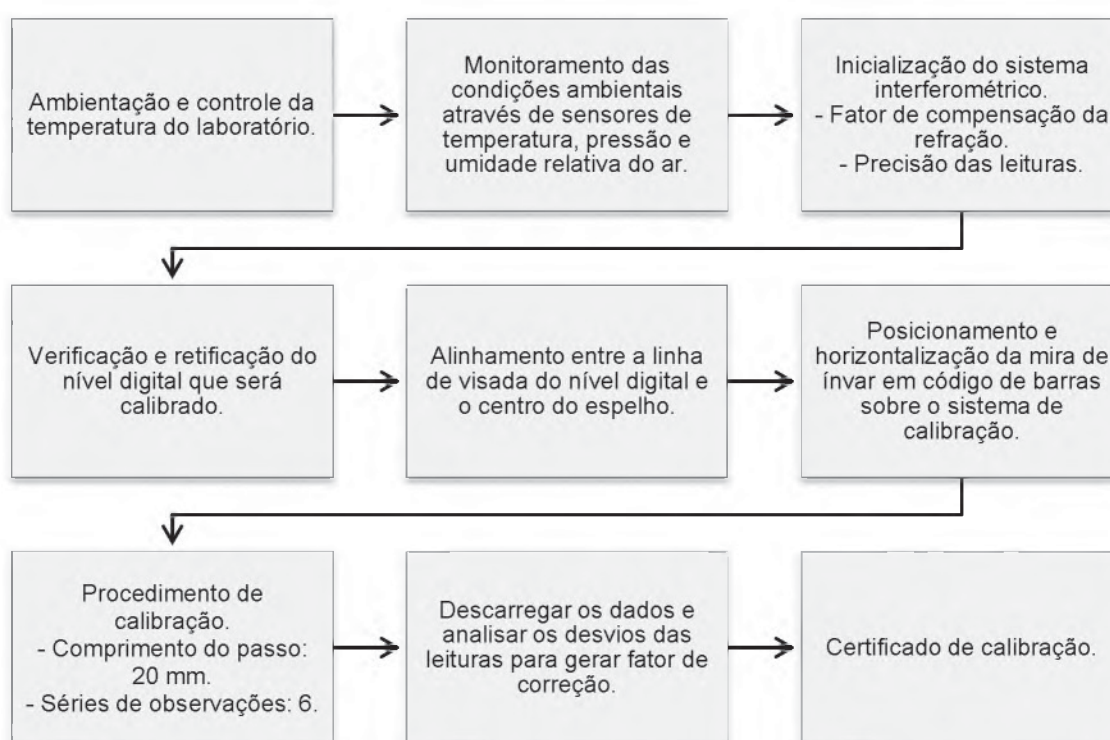 Ambientação e controle da
temperatura do laboratório.
Monitoramento das
condições ambientais
através de sensores de
temperatura, pressão e
umidade relativa do ar.
Inicialização do sistema
interferométrico.
- Fator de compensação da
refração.
- Precisão das leituras.
Verificação e retificação do
nível digital que será
calibrado.
Alinhamento entre a linha
de visada do nível digital e
o centro do espelho.
Posicionamento e
horizontalização da mira de
ínvar em código de barras
sobre o sistema de
calibração.
Procedimento de
calibração.
- Comprimento do passo:
20 mm.
- Séries de observações: 6.
Descarregar os dados e
analisar os desvios das
leituras para gerar fator de
correção.
Certificado de calibração.